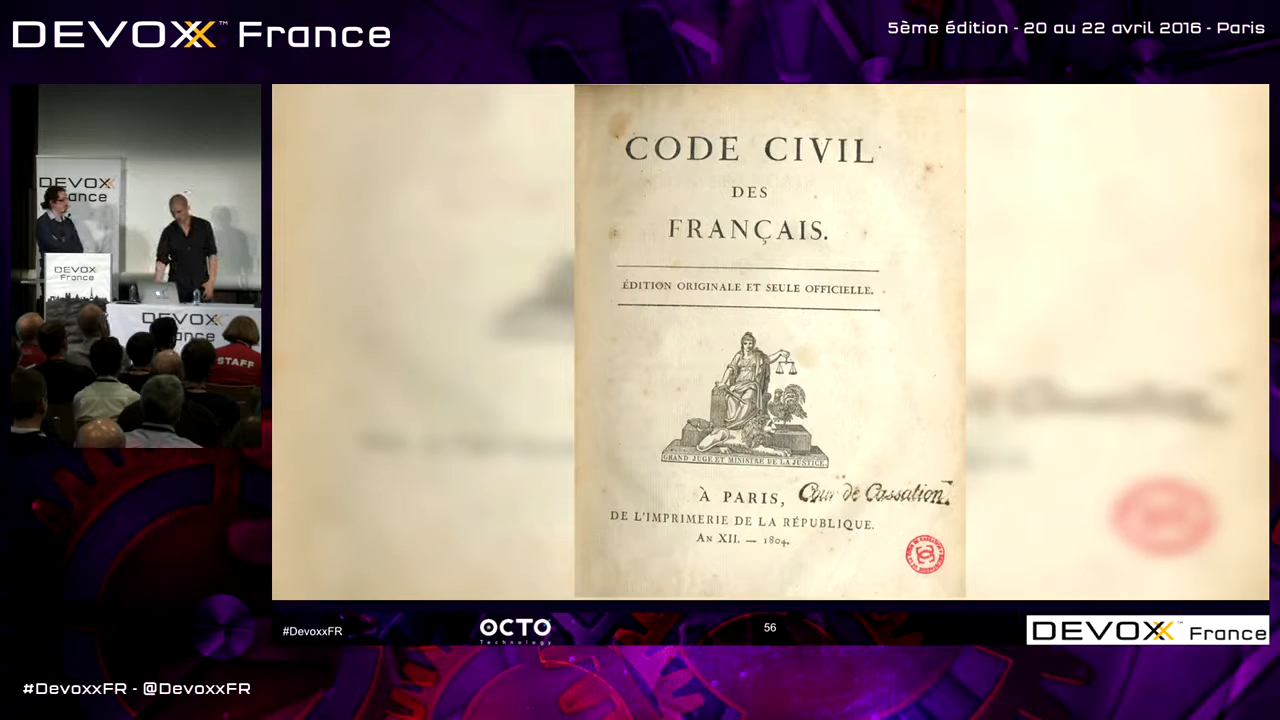 DEVOXX™ France
5ème édition - 20 au 22 avril 2016 - Paris
DEVOXX
France
DEVOXX
France
DEVOXX
France
STAFF
CODE CIVIL
DES
FRANÇAIS.
ÉDITION ORIGINALE ET SEULE OFFICIELLE.
GRAND JUGE ET MINISTRE DE LA JUSTICE
À PARIS, Cour de Cassation.
DE L'IMPRIMERIE DE LA RÉPUBLIQUE.
AN XII. — 1804.
#DevoxxFR
OCTO
Technology
56
DEVOXX™ France
#DevoxxFR - @DevoxxFR